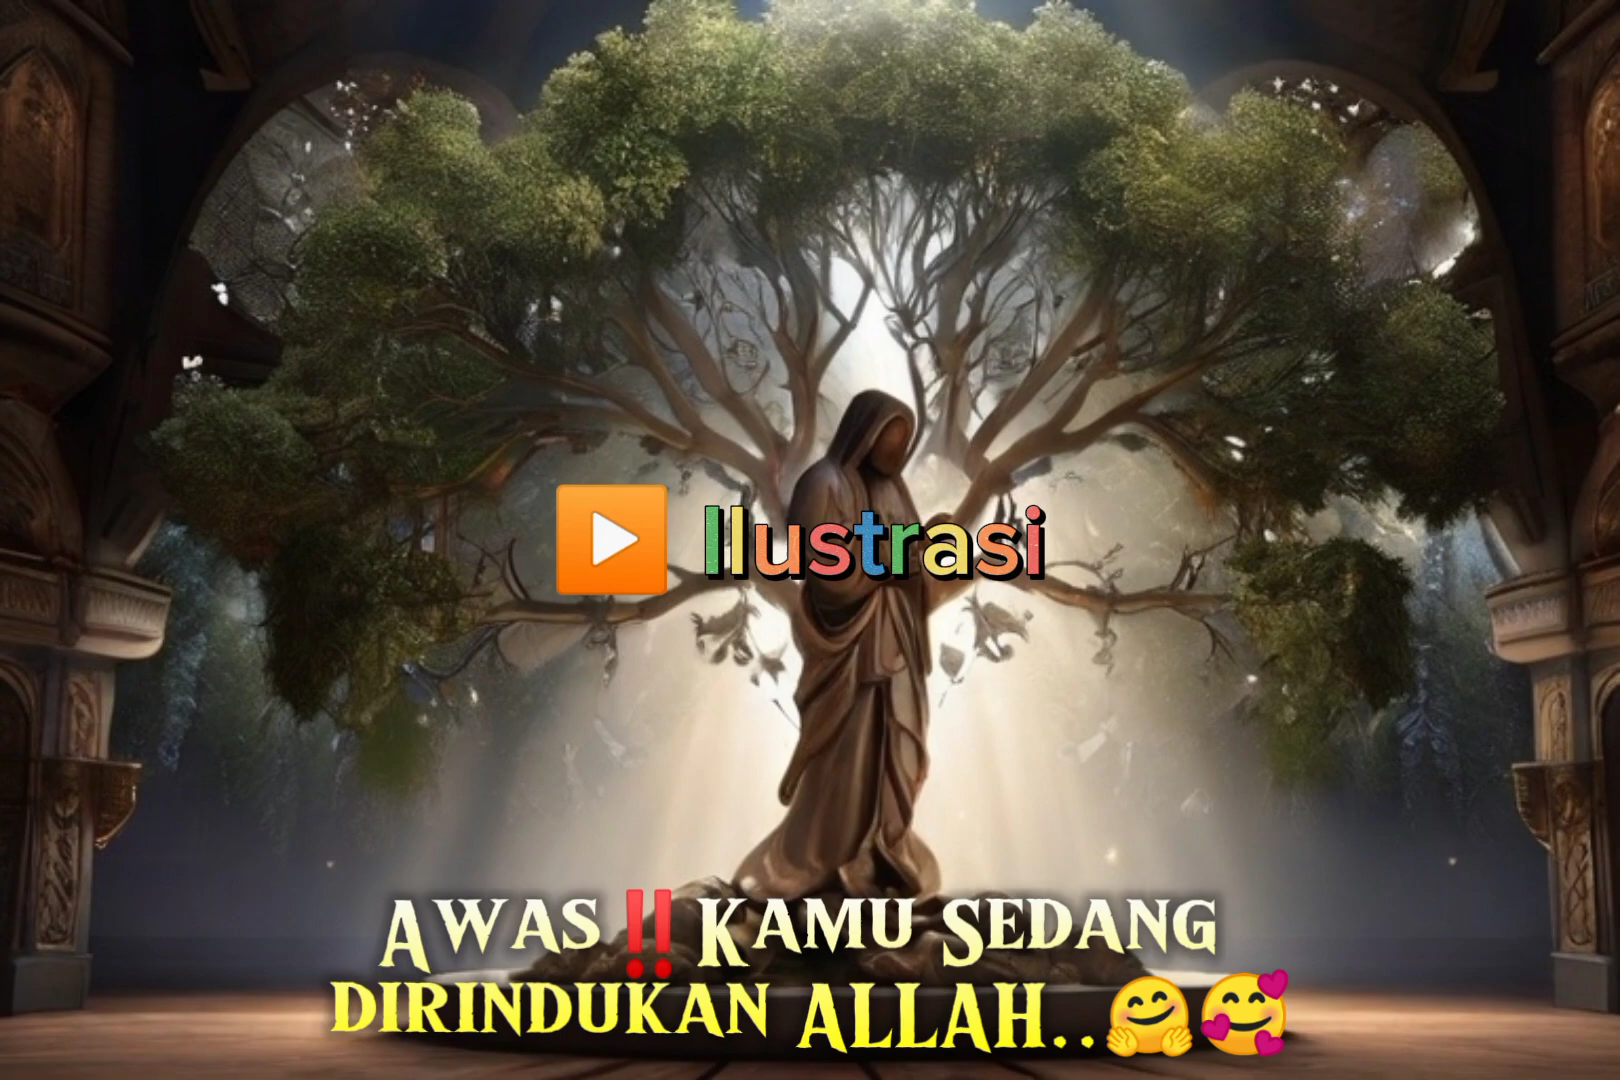 ▶️ Ilustrasi
Awas‼️Kamu Sedang
dirindukan ALLAH..🤗🥰